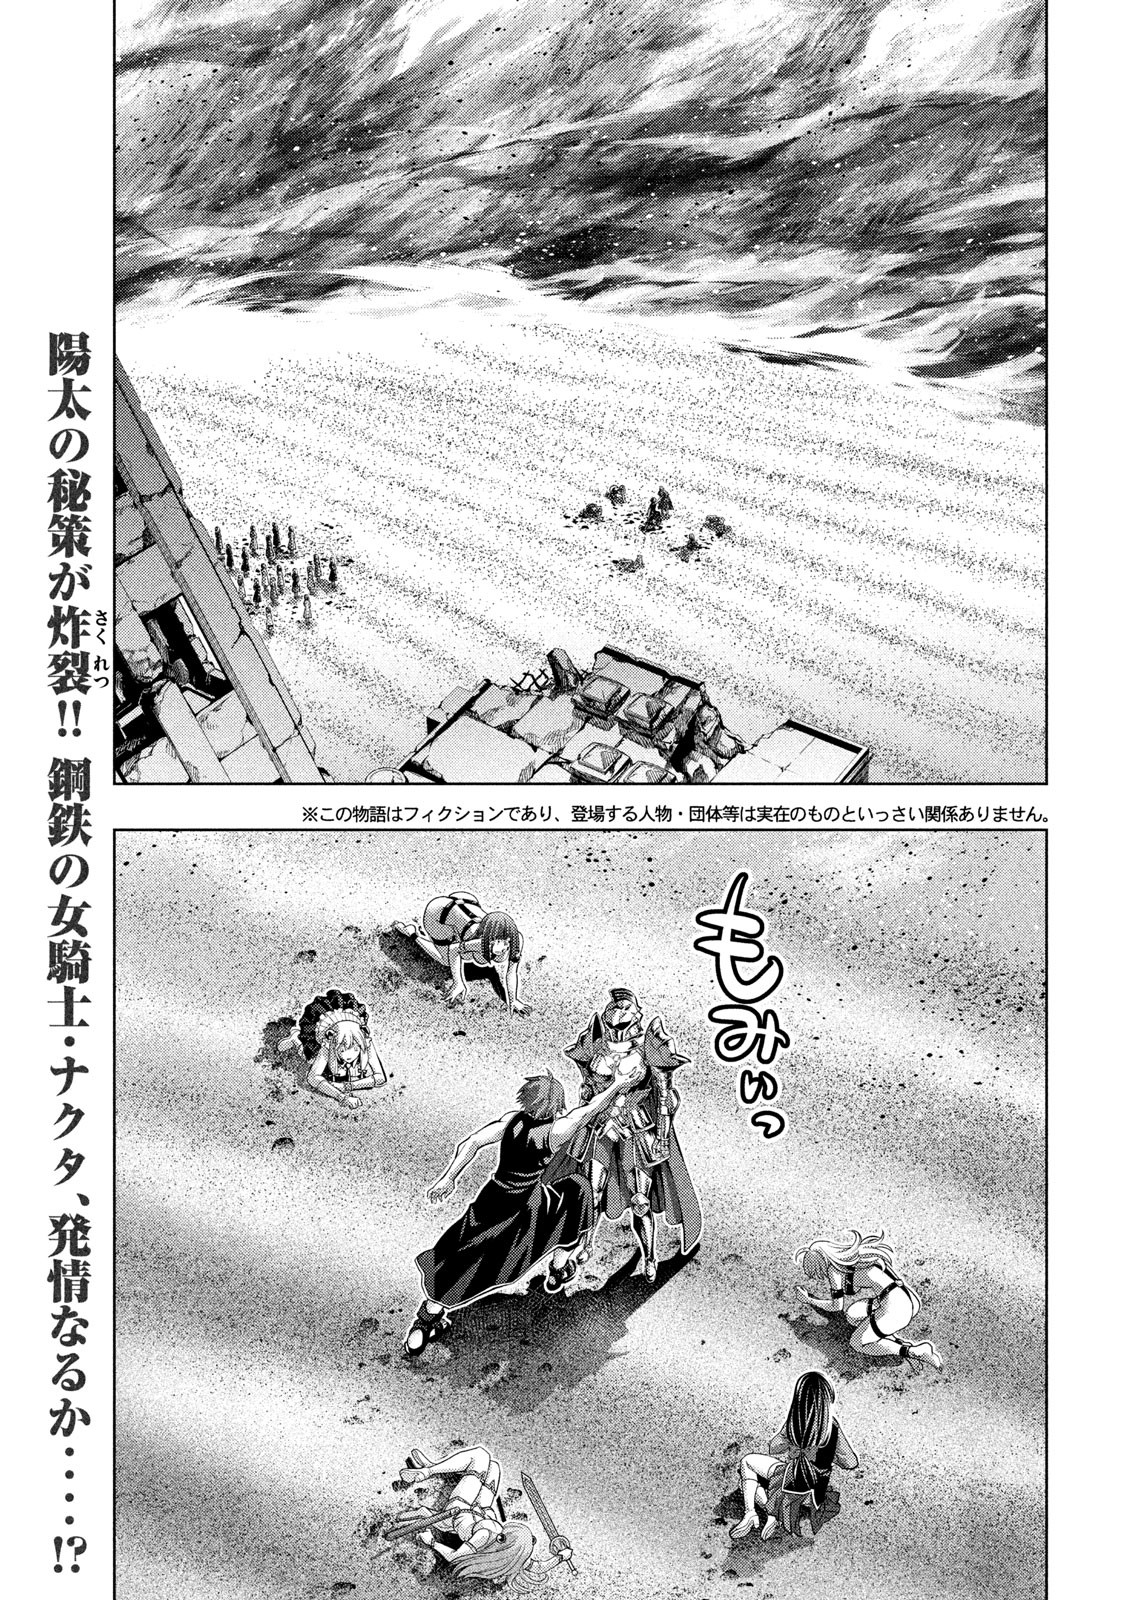 ※この物語はフィクションであり、登場する人物・団体等は実在のものといっさい関係ありません。
もみぃっ
陽太の秘策が炸裂!! 鋼鉄の女騎士・ナクタ、発情なるか・・・・・!?
さくれつ